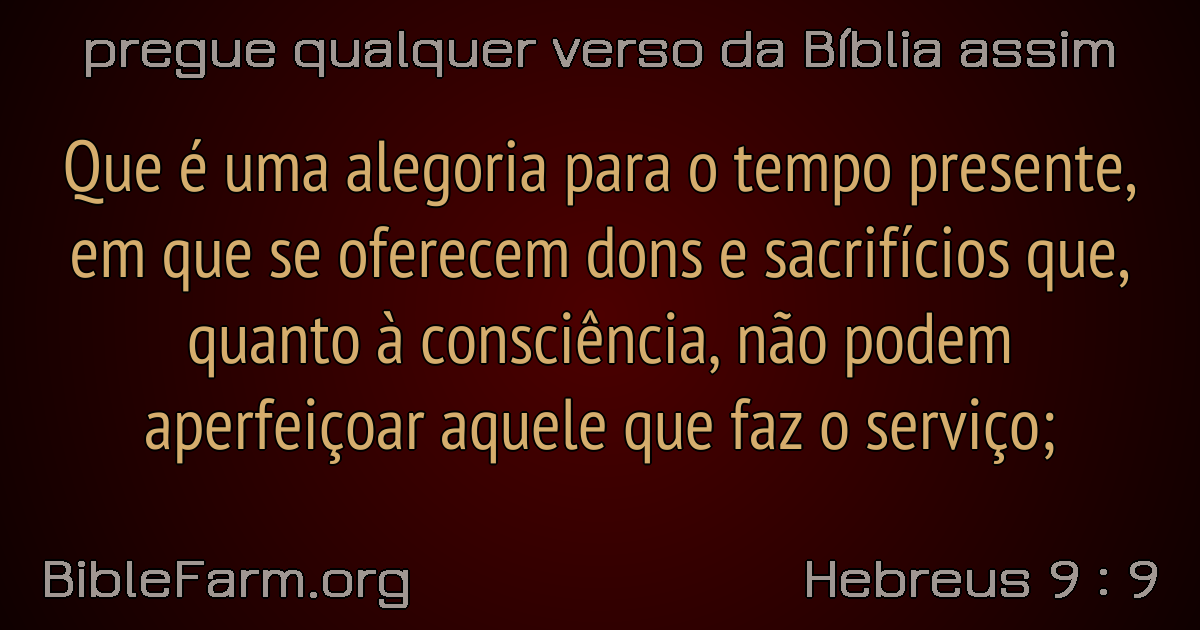 pregue qualquer verso da Bíblia assim
Que é uma alegoria para o tempo presente,
em que se oferecem dons e sacrifícios que,
quanto à consciência, não podem
aperfeiçoar aquele que faz o serviço;
BibleFarm.org
Hebreus 9 : 9